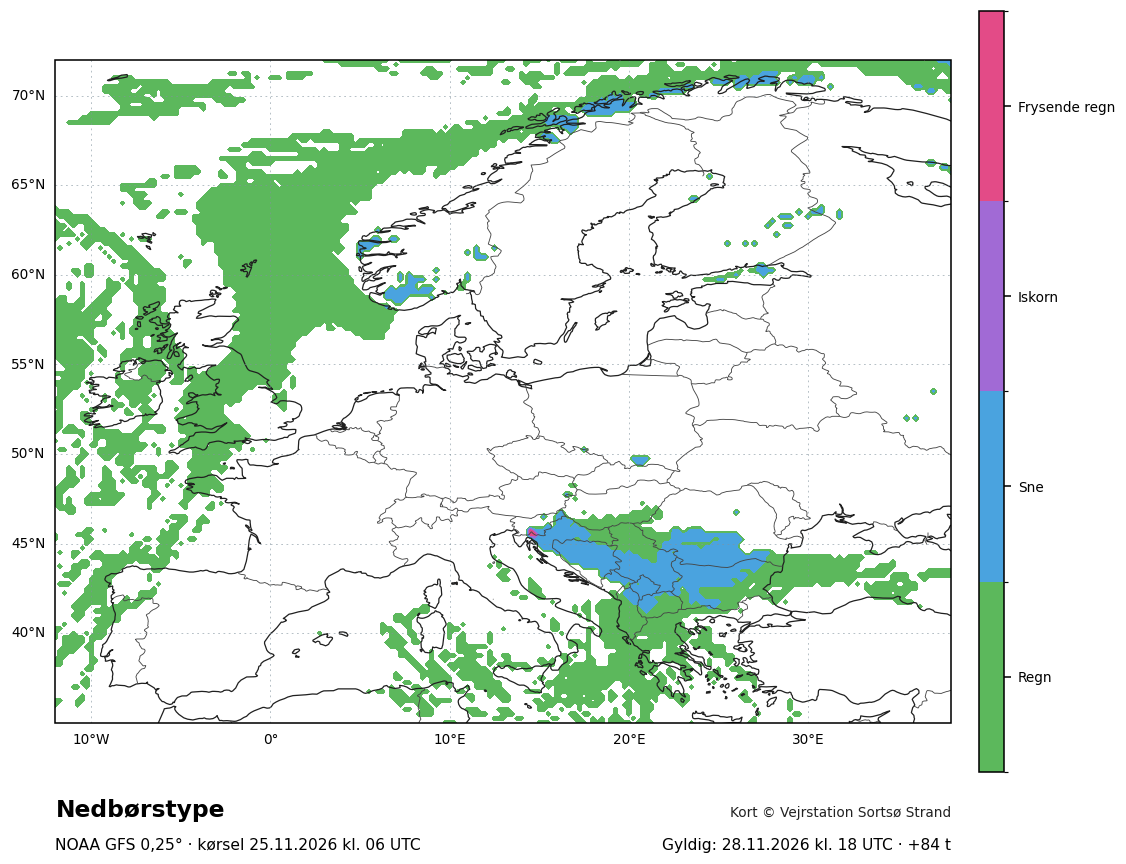 Frysende regn
Iskorn
Sne
Regn
70°N
65°N
60°N
55°N
50°N
45°N
40°N
10°W
0°
10°E
20°E
30°E
Nedbørstype
Kort © Vejrstation Sortsø Strand
NOAA GFS 0,25° · kørsel 25.11.2026 kl. 06 UTC
Gyldig: 28.11.2026 kl. 18 UTC · +84 t